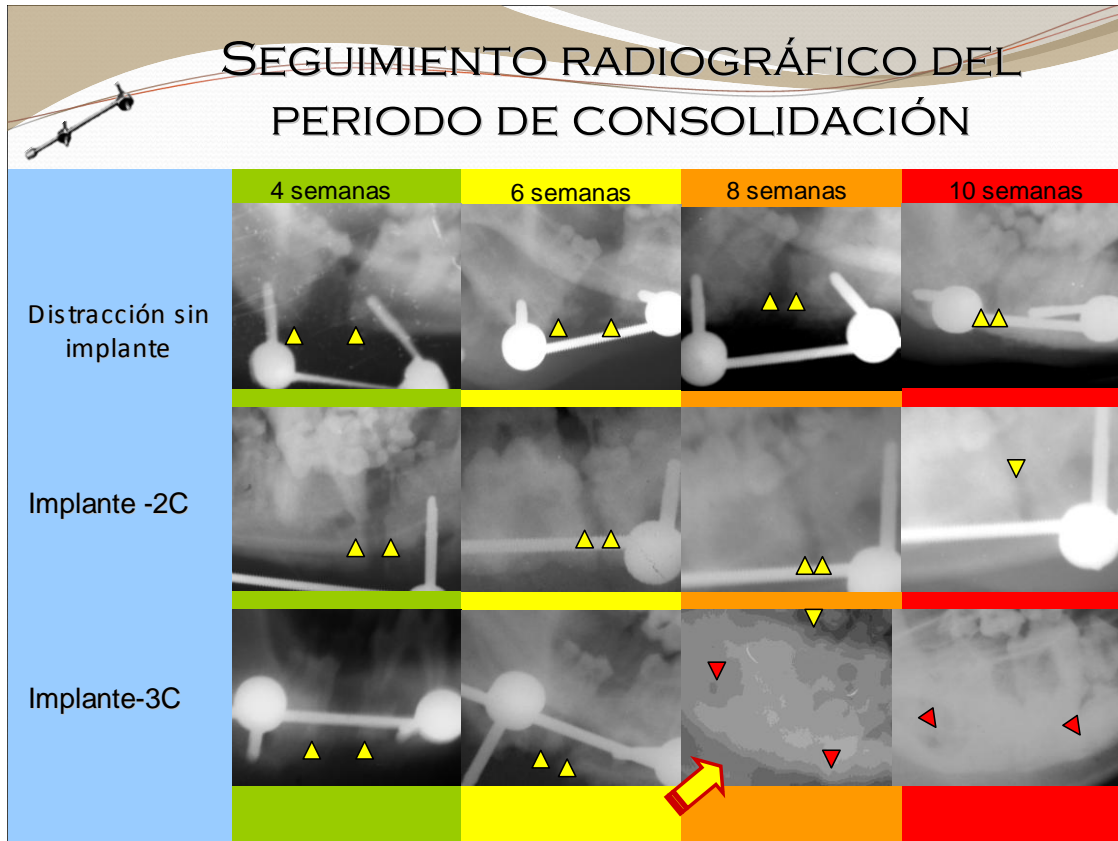 SEGUIMIENTO RADIOGRÁFICO DEL
PERIODO DE CONSOLIDACIÓN
4 semanas
6 semanas
8 semanas
10 semanas
Distracción sin
implante
Implante -2C
Implante-3C